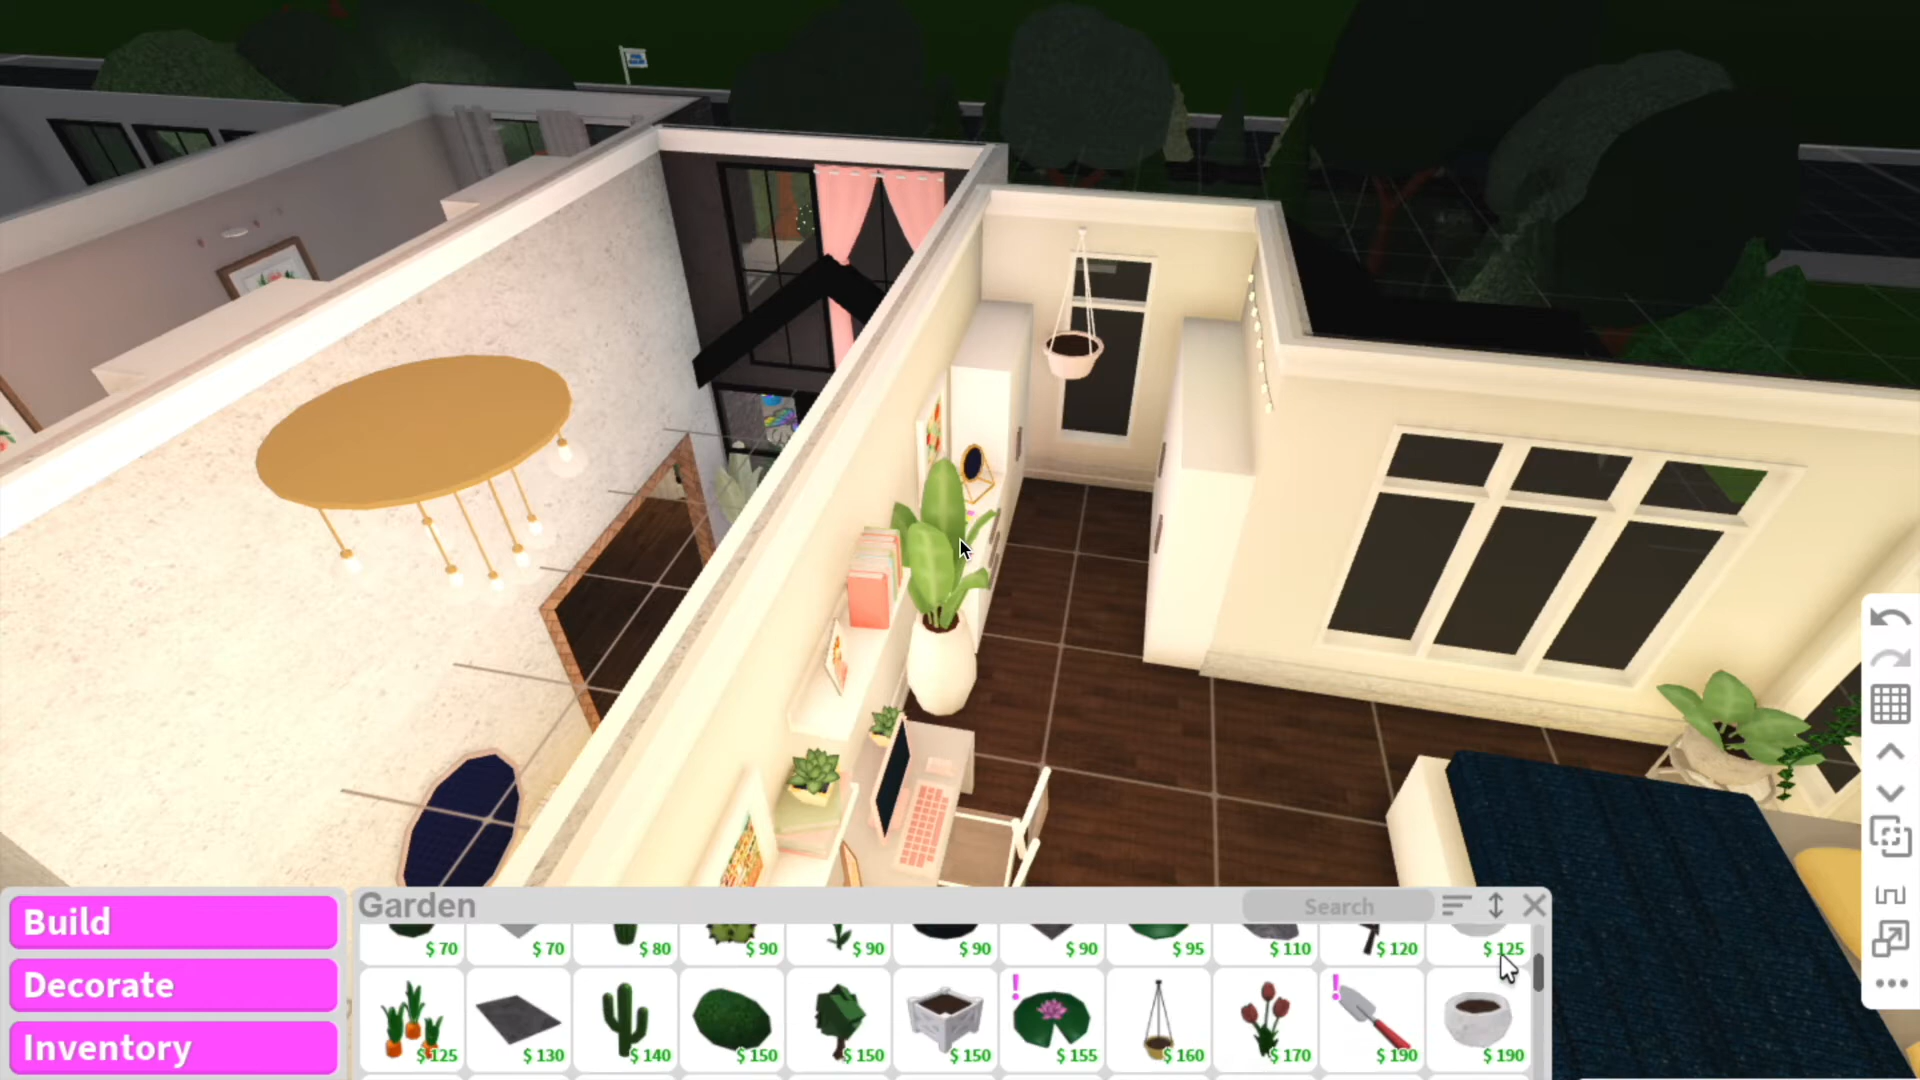 Build
Decorate
Inventory
Garden
Search
$70 $70 $80 $90 $90 $90 $90 $95 $110 $120 $125
! !
$125 $130 $140 $150 $150 $150 $155 $160 $170 $190 $190